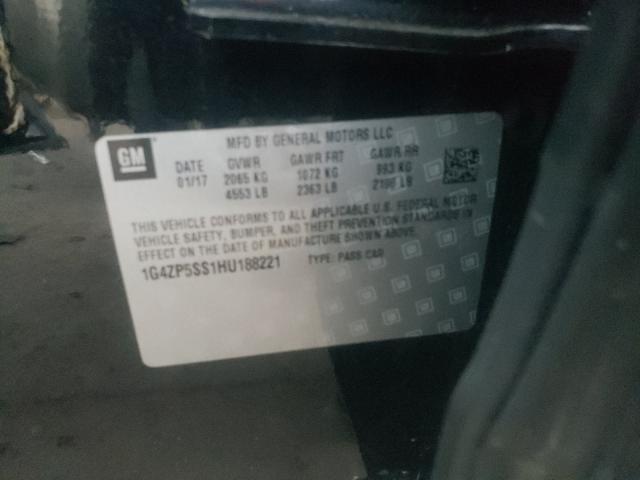 GM
MFD BY GENERAL MOTORS LLC
DATE GVWR GAWR FRT GAWR RR
01/17 2065 KG 1072 KG 993 KG
4553 LB 2363 LB 2190 LB
THIS VEHICLE CONFORMS TO ALL APPLICABLE U.S. FEDERAL MOTOR
VEHICLE SAFETY, BUMPER, AND THEFT PREVENTION STANDARDS IN
EFFECT ON THE DATE OF MANUFACTURE SHOWN ABOVE.
1G4ZP5SS1HU188221 TYPE: PASS CAR